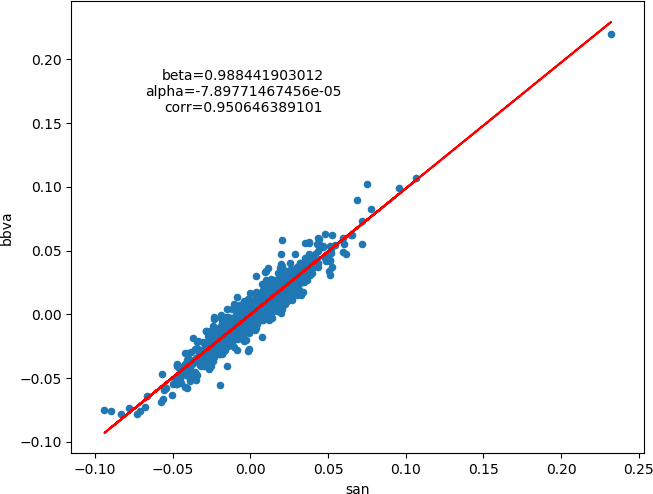 0.20
0.15
0.10
0.05
0.00
−0.05
−0.10
bbva
beta=0.988441903012
alpha=-7.89771467456e-05
corr=0.950646389101
−0.10 −0.05 0.00 0.05 0.10 0.15 0.20 0.25
san